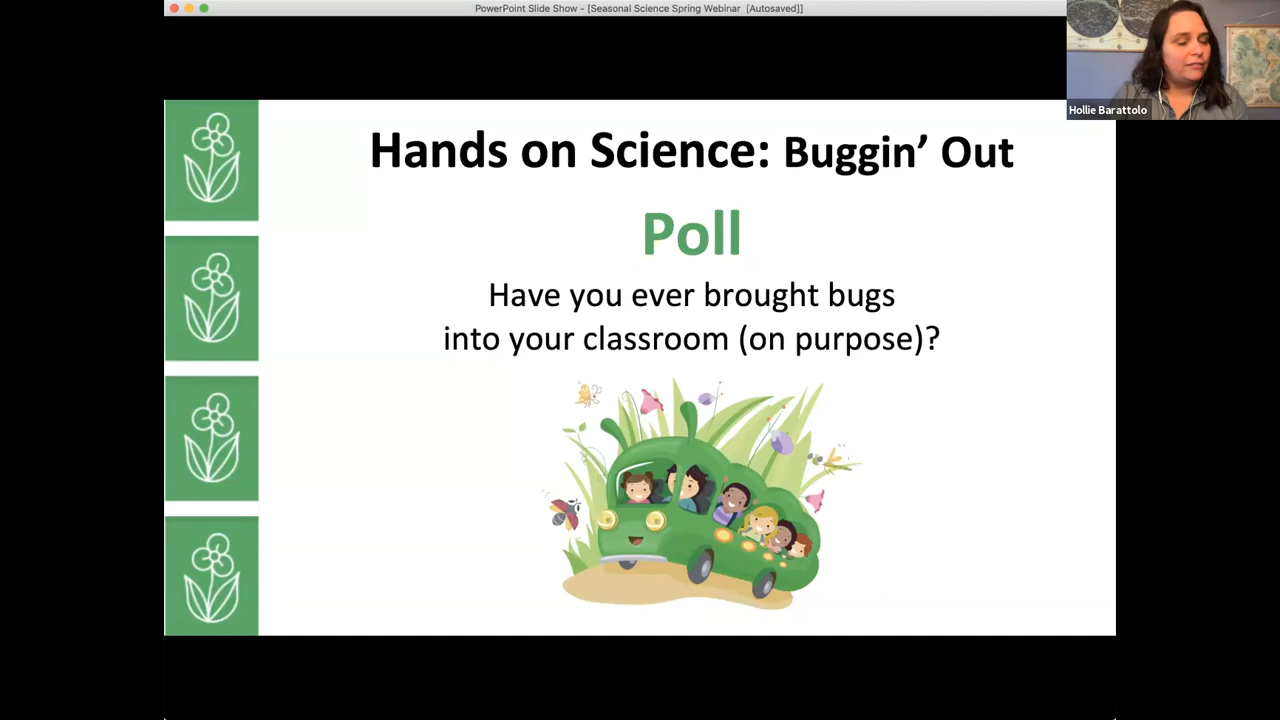 PowerPoint Slide Show - [Seasonal Science Spring Webinar [Autosaved]]
Hollie Barattolo
Hands on Science: Buggin’ Out
Poll
Have you ever brought bugs
into your classroom (on purpose)?